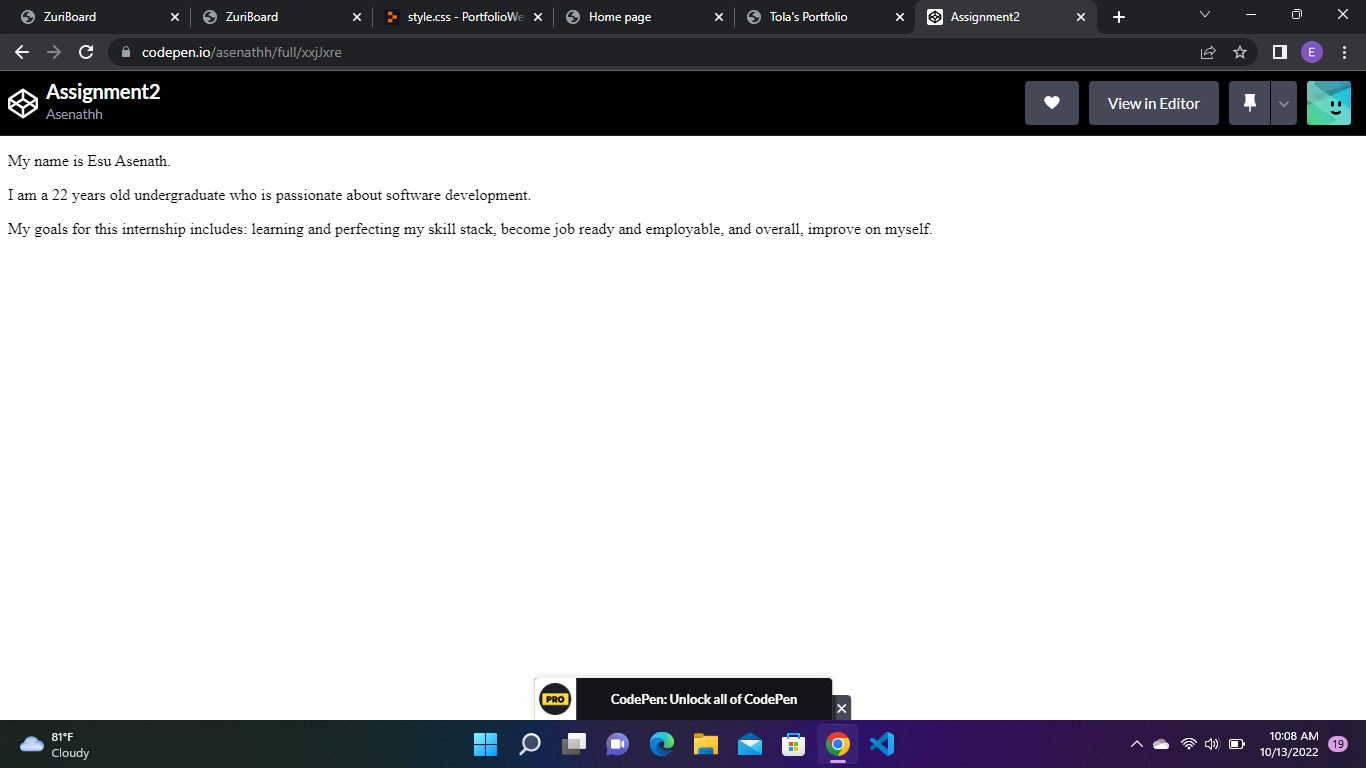 ZuriBoard
ZuriBoard
style.css - PortfolioWe
Home page
Tola's Portfolio
Assignment2
codepen.io/asenathh/full/xxjJxre
E
Assignment2
Asenathh
View in Editor
My name is Esu Asenath.
I am a 22 years old undergraduate who is passionate about software development.
My goals for this internship includes: learning and perfecting my skill stack, become job ready and employable, and overall, improve on myself.
PRO
CodePen: Unlock all of CodePen
81°F
Cloudy
10:08 AM
10/13/2022
19